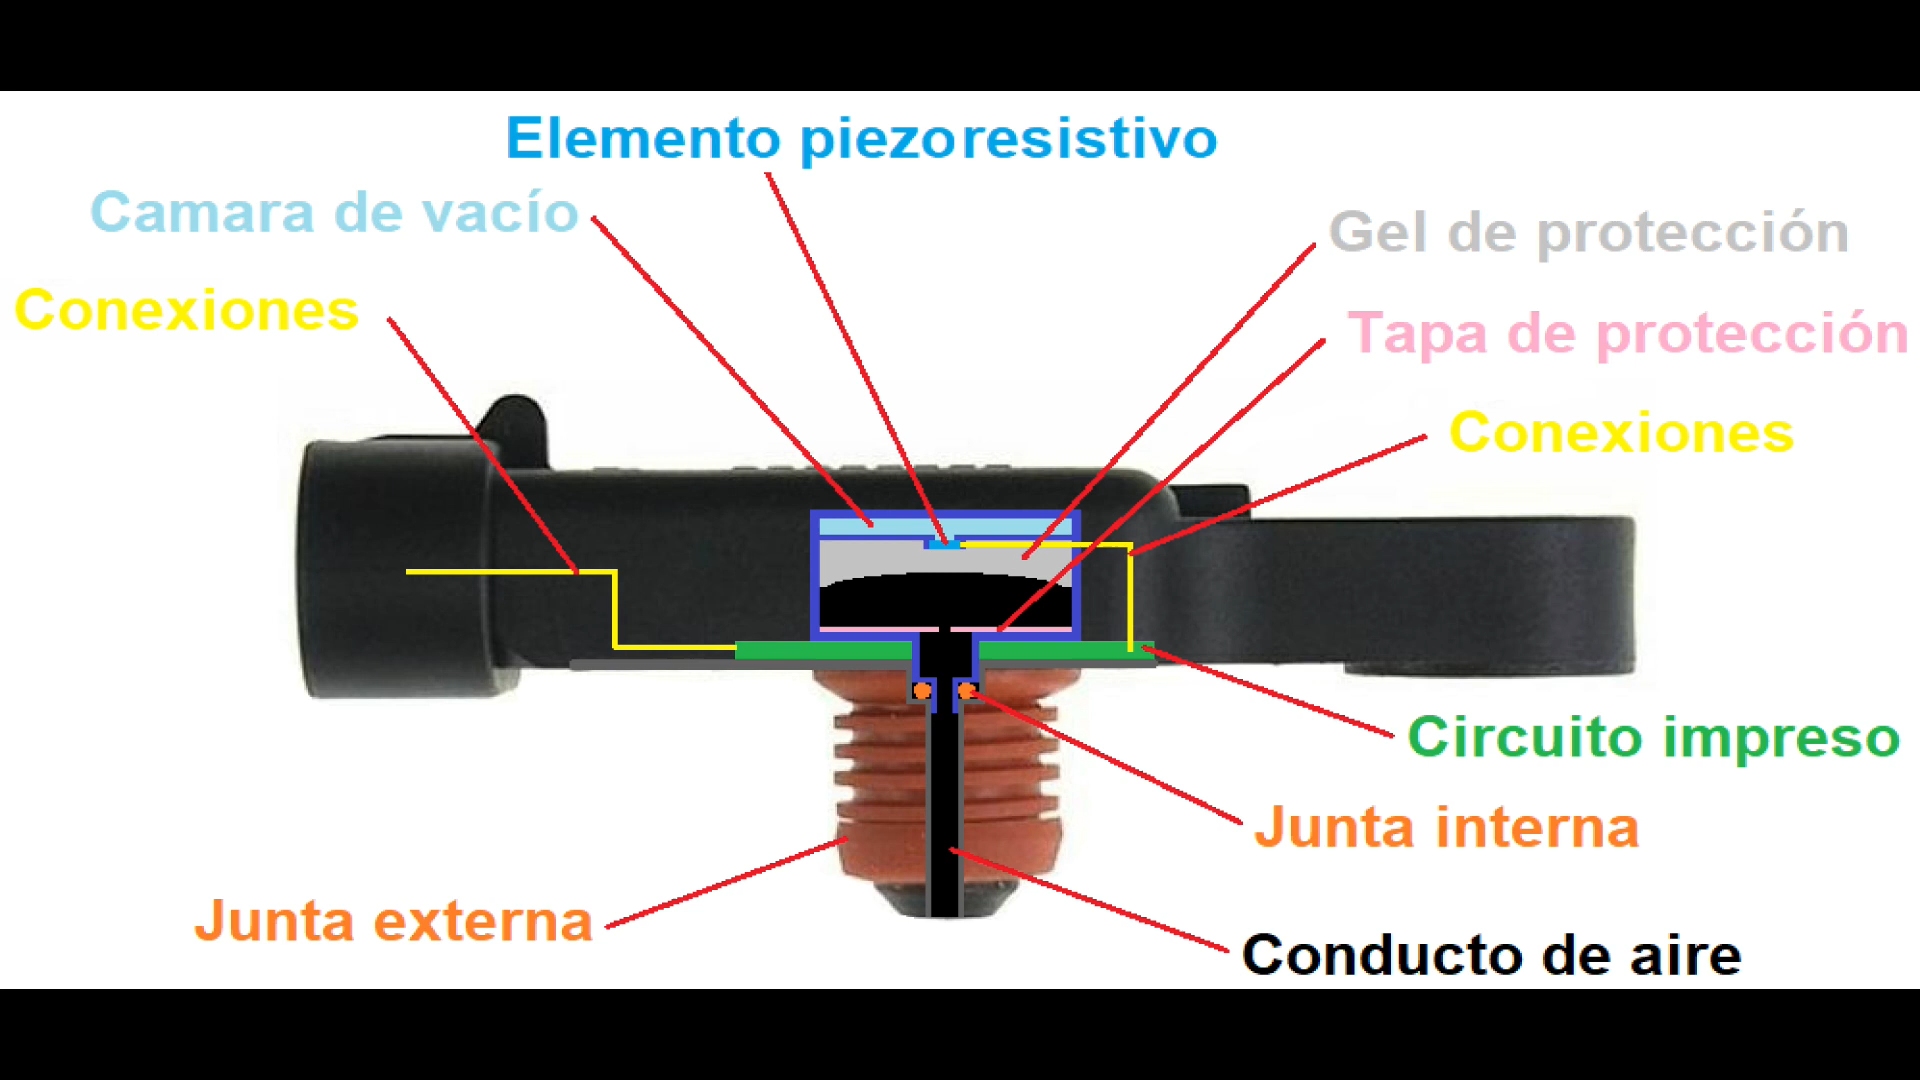 Elemento piezoresistivo
Camara de vacío
Gel de protección
Conexiones
Tapa de protección
Conexiones
Circuito impreso
Junta interna
Junta externa
Conducto de aire